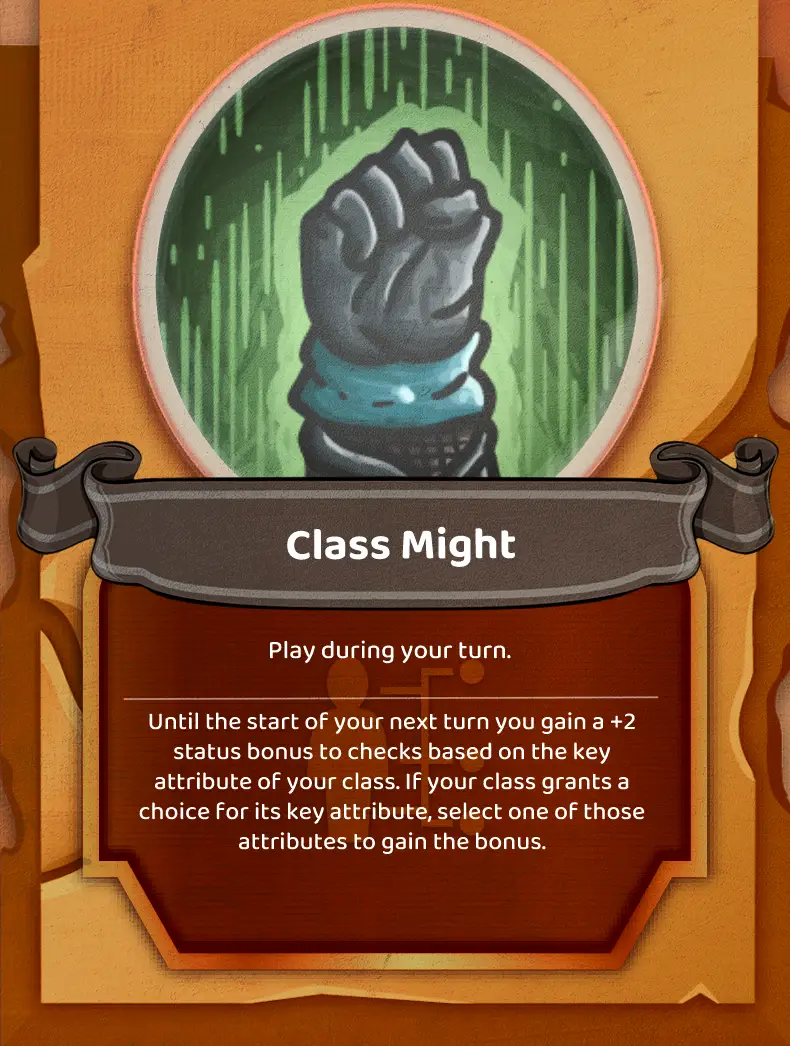 Class Might
Play during your turn.
Until the start of your next turn you gain a +2
status bonus to checks based on the key
attribute of your class. If your class grants a
choice for its key attribute, select one of those
attributes to gain the bonus.